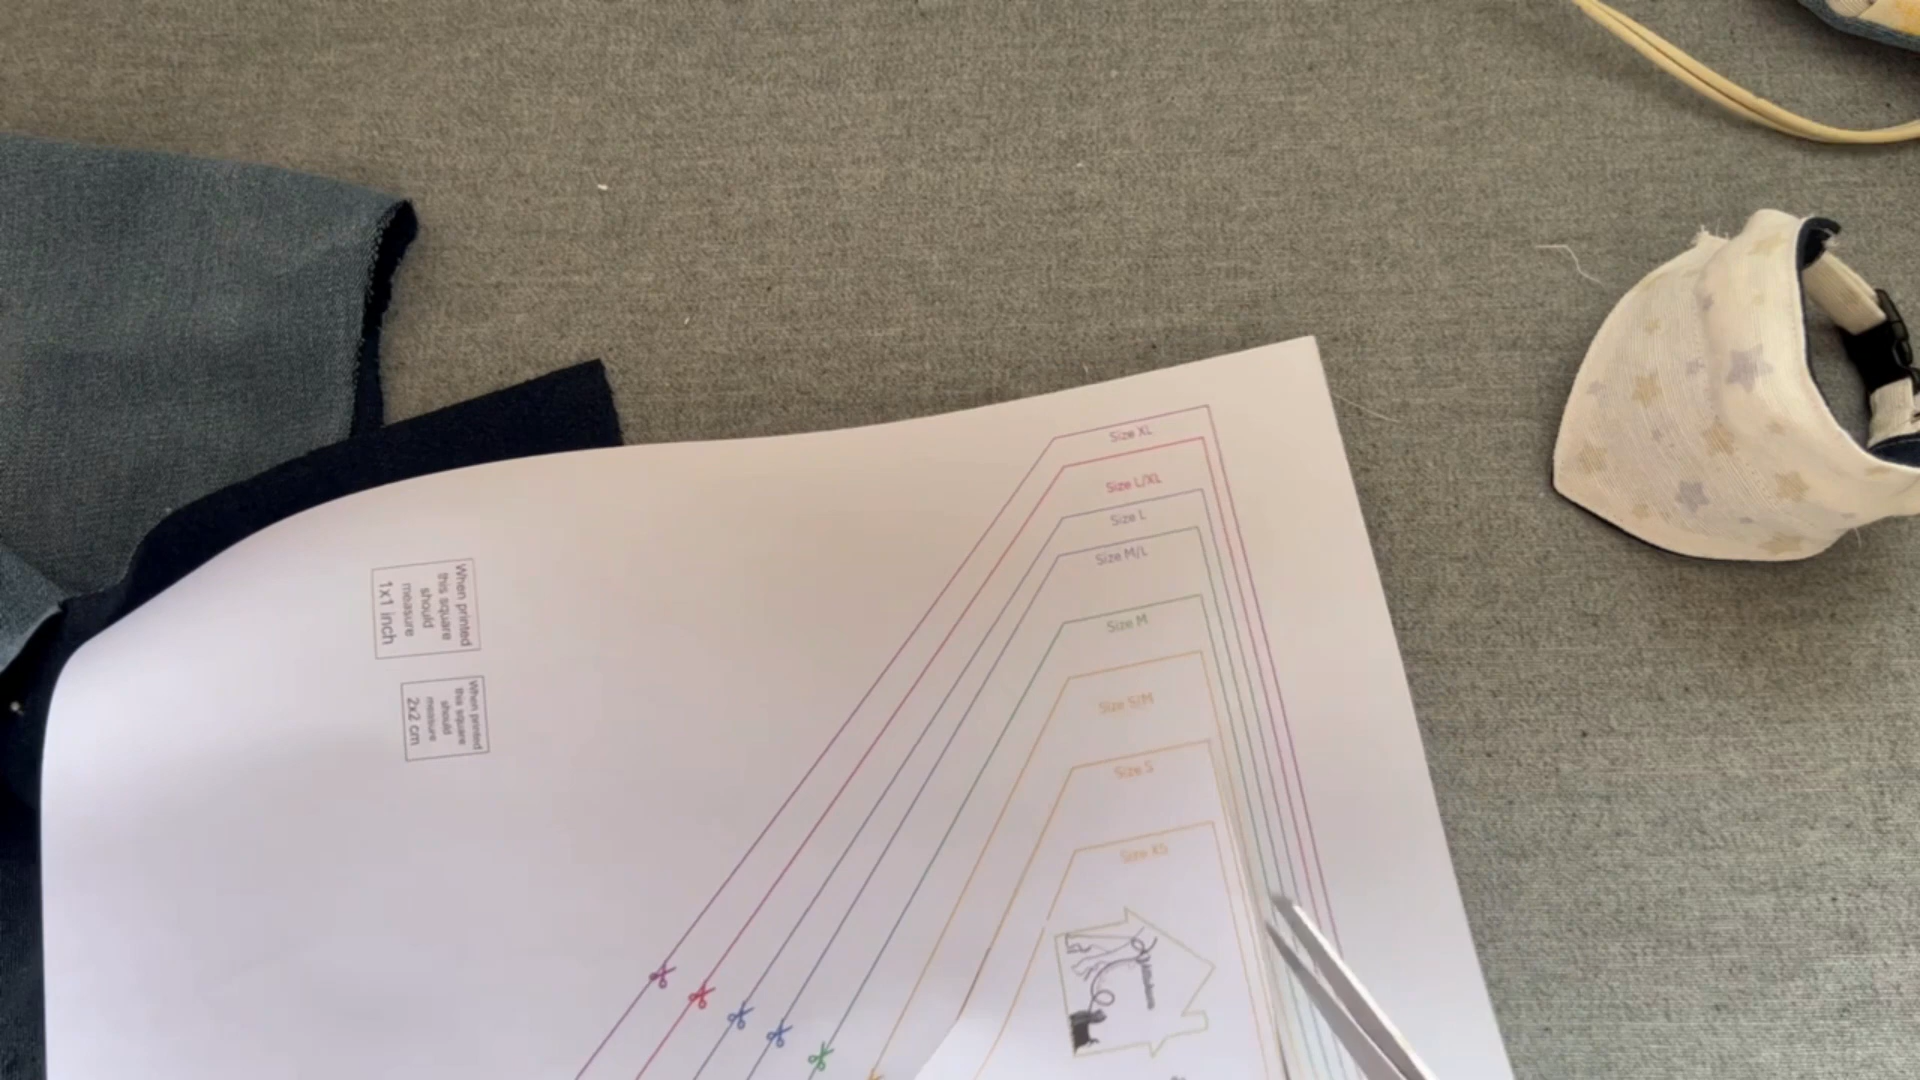 Size XL
Size L/XL
Size L
Size M/L
Size M
Size S/M
Size S
Size XS
When printed
this square
should
measure
1x1 inch
When printed
this square
should
measure
2x2 cm